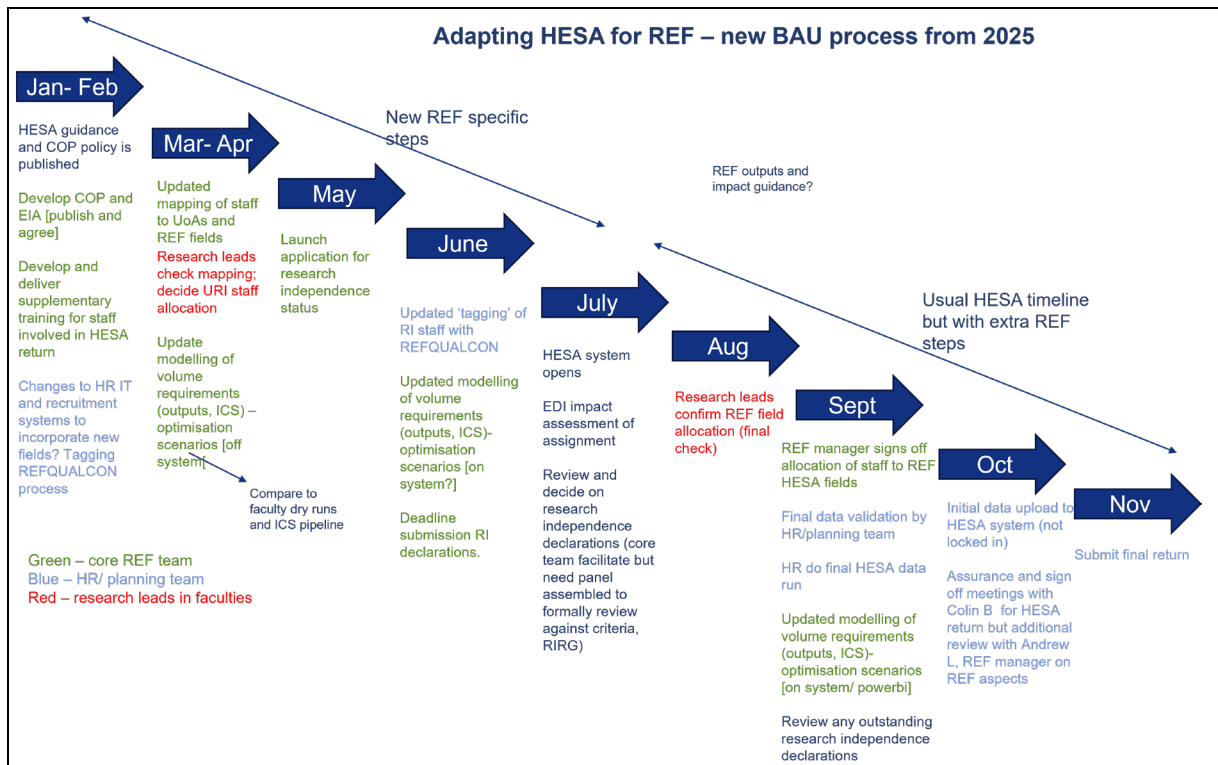 Adapting HESA for REF – new BAU process from 2025
Jan- Feb
HESA guidance
and COP policy is
published
Develop COP and
EIA [publish and
agree]
Develop and
deliver
supplementary
training for staff
involved in HESA
return
Changes to HR IT
and recruitment
systems to
incorporate new
fields? Tagging
REFQUALCON
process
Mar- Apr
Updated
mapping of staff
to UoAs and
REF fields
Research leads
check mapping;
decide URI staff
allocation
Update
modelling of
volume
requirements
(outputs, ICS) –
optimisation
scenarios [off
system[
Compare to
faculty dry runs
and ICS pipeline
New REF specific
steps
May
Launch
application for
research
independence
status
June
Updated ‘tagging’ of
RI staff with
REFQUALCON
Updated modelling
of volume
requirements
(outputs, ICS)-
optimisation
scenarios [on
system?]
Deadline
submission RI
declarations.
July
HESA system
opens
EDI impact
assessment of
assignment
Review and
decide on
research
independence
declarations (core
team facilitate but
need panel
assembled to
formally review
against criteria,
RIRG)
REF outputs and
impact guidance?
Aug
Research leads
confirm REF field
allocation (final
check)
Usual HESA timeline
but with extra REF
steps
Sept
REF manager signs off
allocation of staff to REF
HESA fields
Final data validation by
HR/planning team
HR do final HESA data
run
Updated modelling of
volume requirements
(outputs, ICS)-
optimisation scenarios
[on system/ powerbi]
Review any outstanding
research independence
declarations
Oct
Initial data upload to
HESA system (not
locked in)
Assurance and sign
off meetings with
Colin B for HESA
return but additional
review with Andrew
L, REF manager on
REF aspects
Nov
Submit final return
Green – core REF team
Blue – HR/ planning team
Red – research leads in faculties